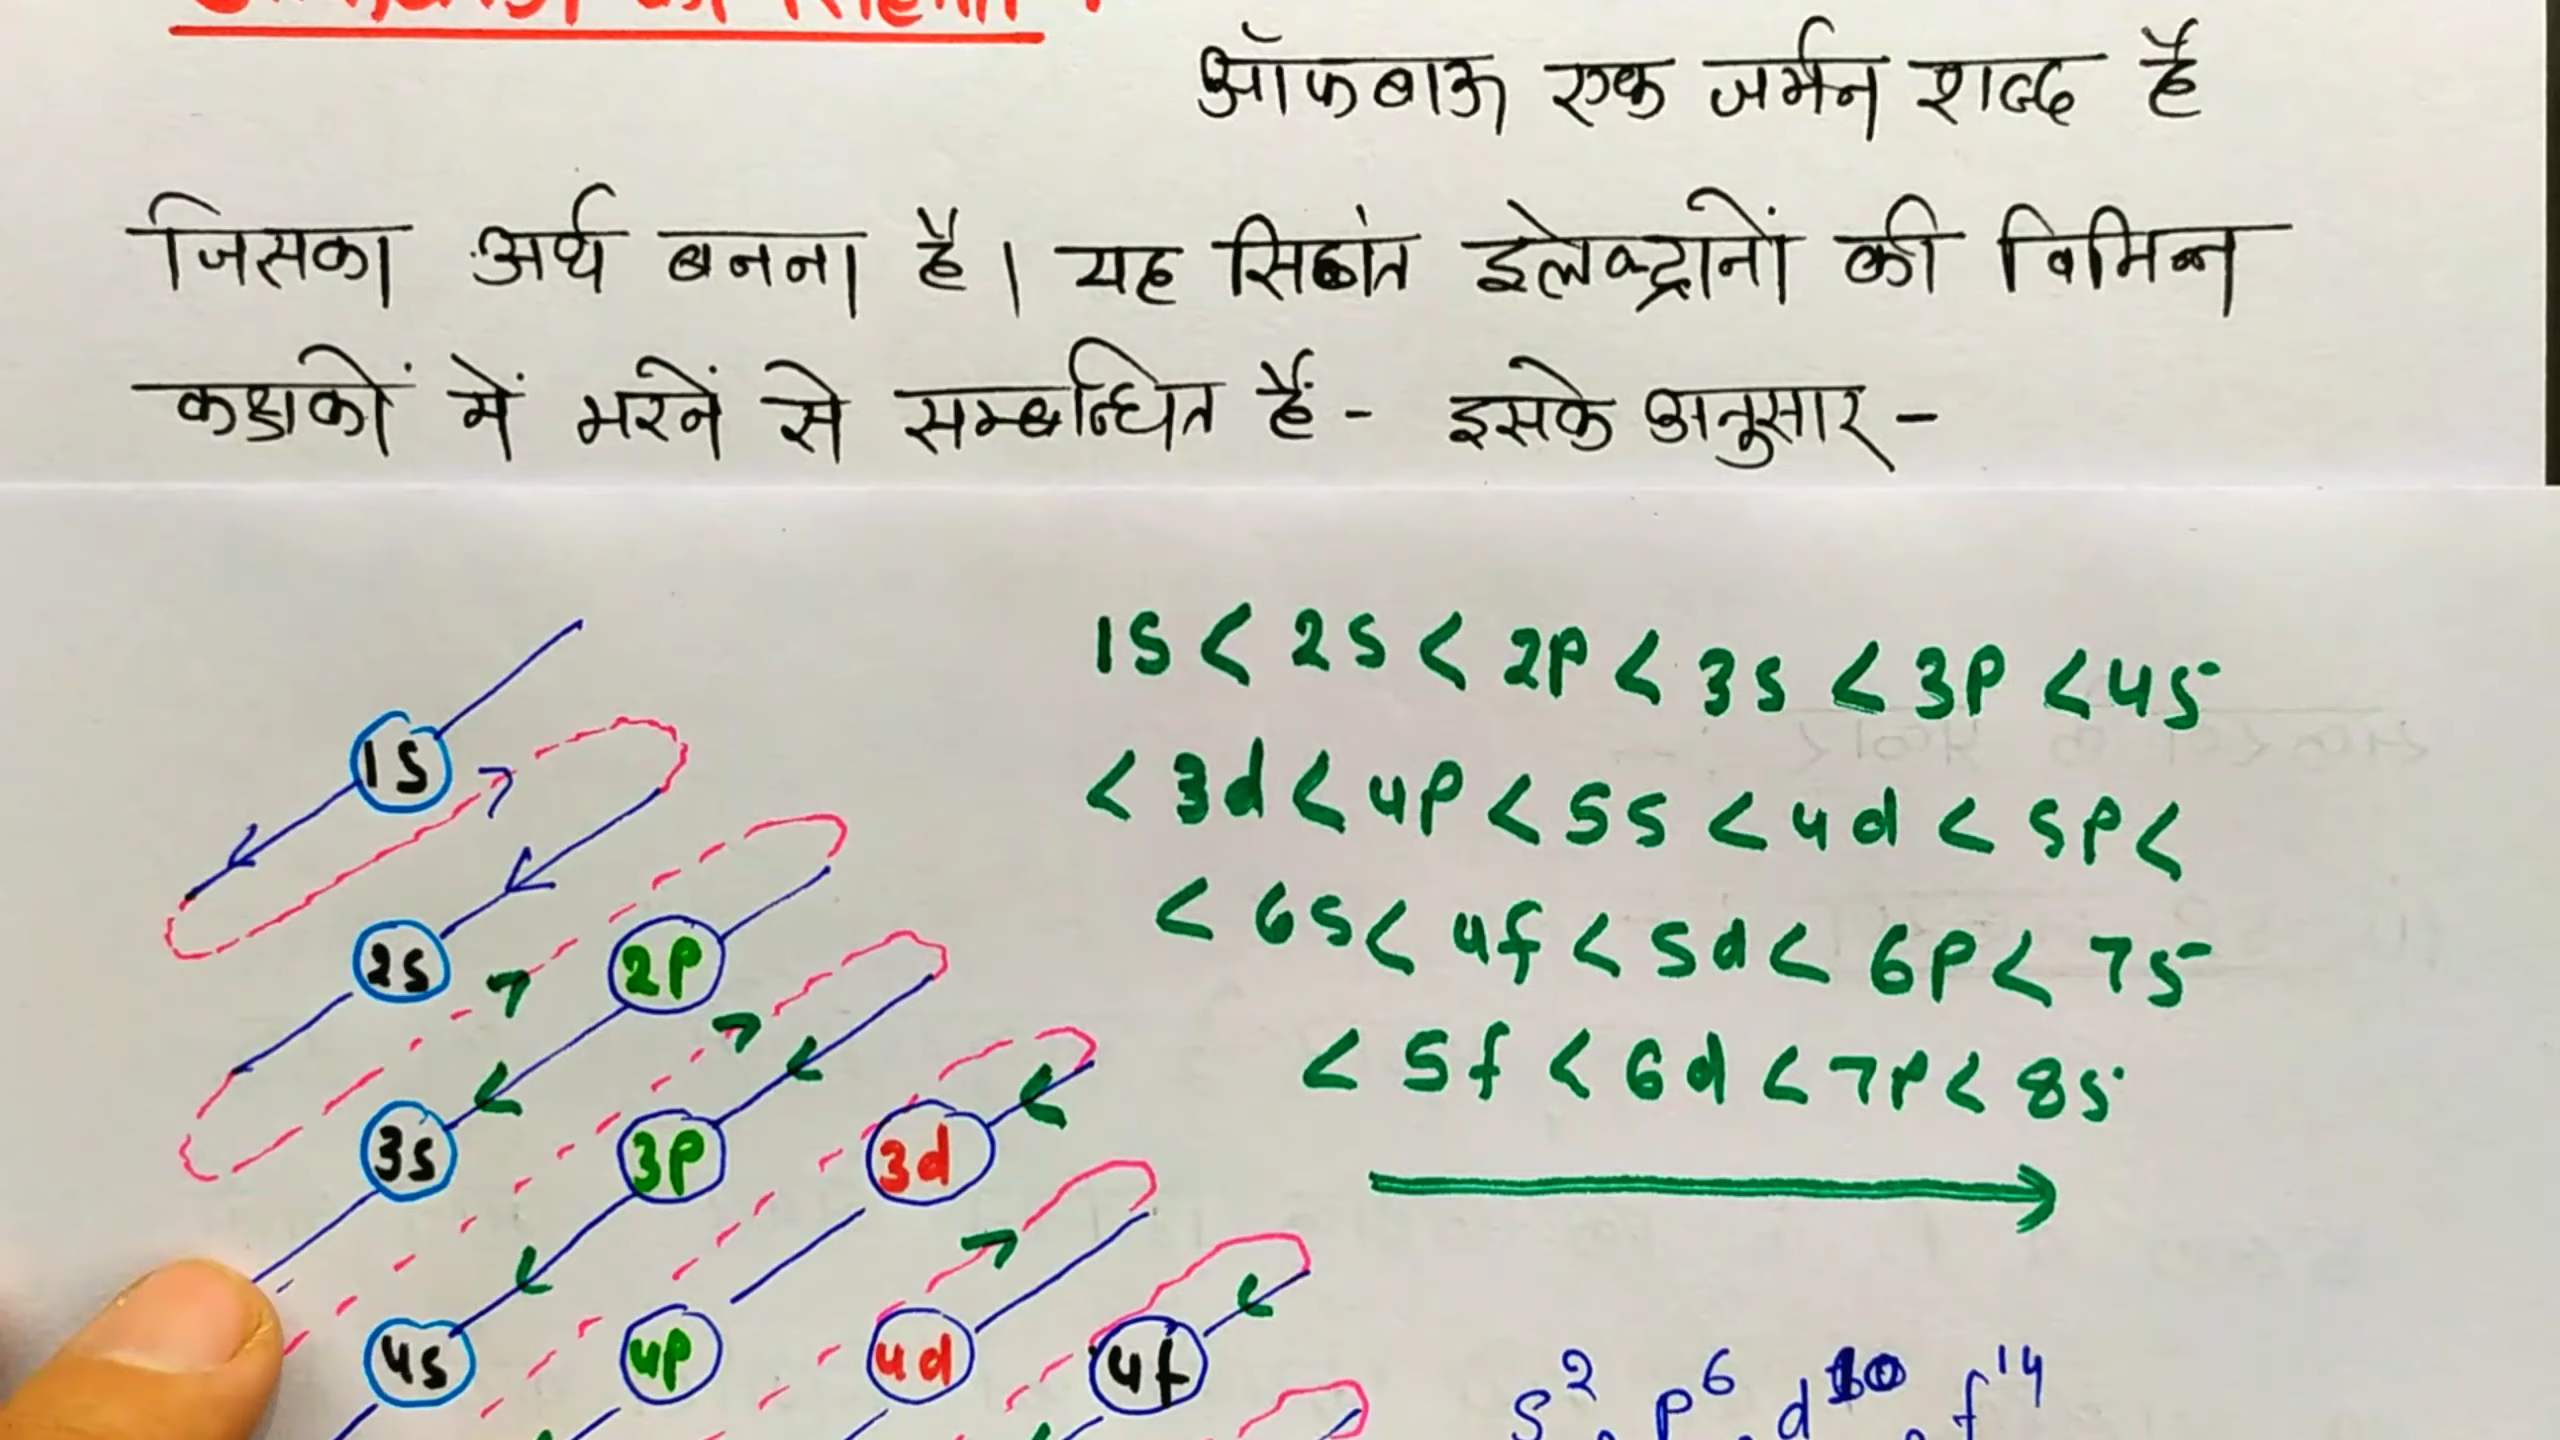 ऑफबाऊ एक जर्मन शब्द है
जिसका अर्थ बनना है। यह सिद्धांत इलेक्ट्रानों की विभिन्न
कक्षकों में भरनें से सम्बन्धित हैं - इसके अनुसार -
1s < 2s < 2p < 3s < 3p < 4s
< 3d < 4p < 5s < 4d < 5p <
< 6s < 4f < 5d < 6p < 7s
< 5f < 6d < 7p < 8s
1s
2s 2p
3s 3p 3d
4s 4p 4d 4f
s² p⁶ d¹⁰ f¹⁴